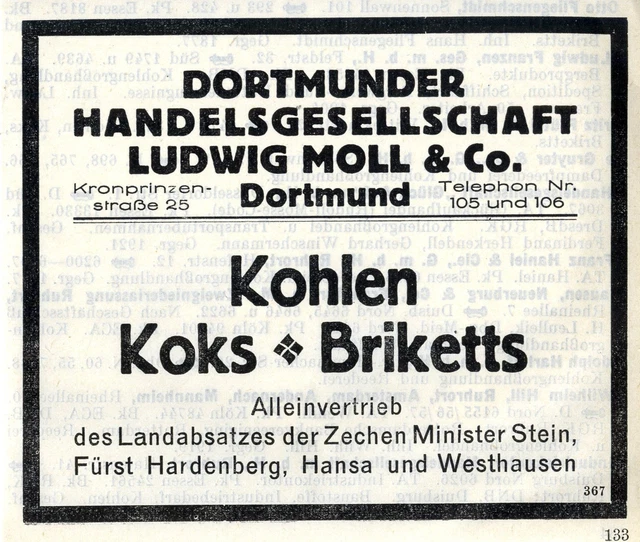 DORTMUNDER
HANDELSGESELLSCHAFT
LUDWIG MOLL & Co.
Kronprinzen-
straße 25
Dortmund
Telephon Nr.
105 und 106
Kohlen
Koks ❖ Briketts
Alleinvertrieb
des Landabsatzes der Zechen Minister Stein,
Fürst Hardenberg, Hansa und Westhausen
367
133